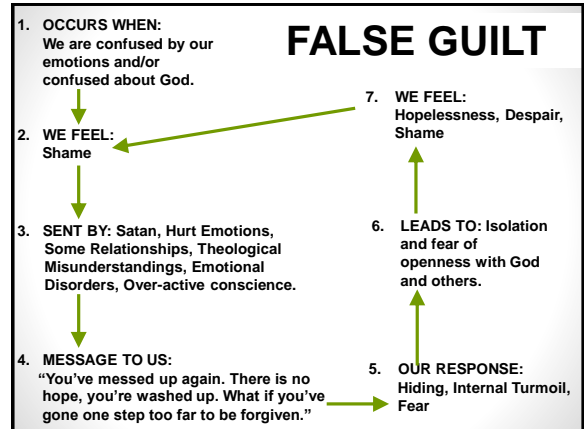 FALSE GUILT
1. OCCURS WHEN:
We are confused by our
emotions and/or
confused about God.
2. WE FEEL:
Shame
3. SENT BY: Satan, Hurt Emotions,
Some Relationships, Theological
Misunderstandings, Emotional
Disorders, Over-active conscience.
4. MESSAGE TO US:
“You’ve messed up again. There is no
hope, you’re washed up. What if you’ve
gone one step too far to be forgiven.”
5. OUR RESPONSE:
Hiding, Internal Turmoil,
Fear
6. LEADS TO: Isolation
and fear of
openness with God
and others.
7. WE FEEL:
Hopelessness, Despair,
Shame